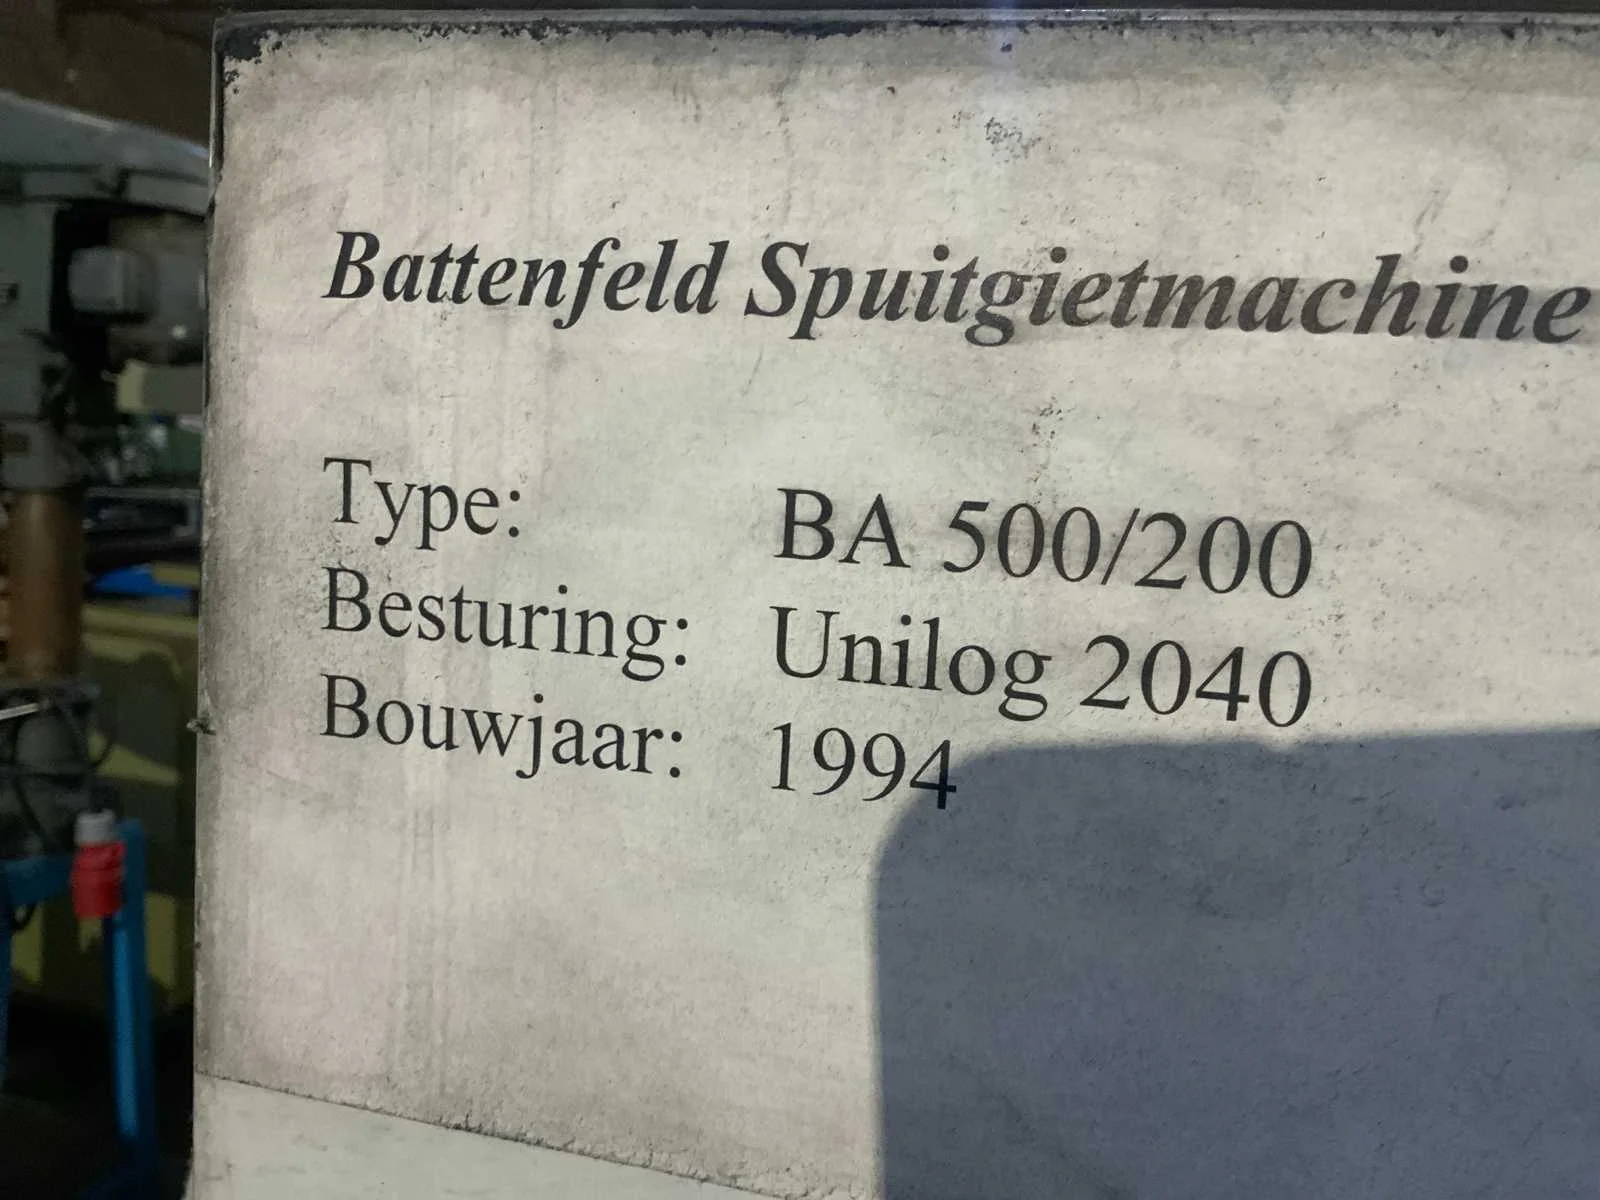 Battenfeld Spuitgietmachine
Type: BA 500/200
Besturing: Unilog 2040
Bouwjaar: 1994